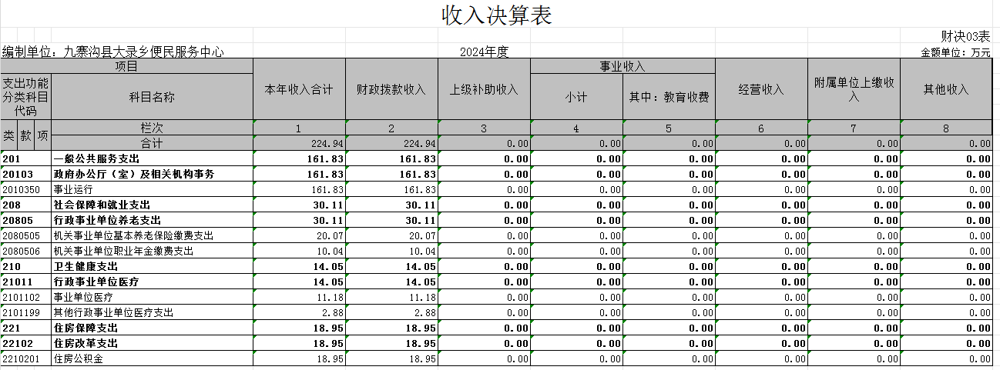 收入决算表
财决03表
编制单位：九寨沟县大录乡便民服务中心 2024年度 金额单位：万元
项目 本年收入合计 财政拨款收入 上级补助收入 事业收入 经营收入 附属单位上缴收入 其他收入
支出功能分类科目代码 科目名称 小计 其中：教育收费
类 款 项 栏次 1 2 3 4 5 6 7 8
合计 224.94 224.94 0.00 0.00 0.00 0.00 0.00 0.00
201 一般公共服务支出 161.83 161.83 0.00 0.00 0.00 0.00 0.00 0.00
20103 政府办公厅（室）及相关机构事务 161.83 161.83 0.00 0.00 0.00 0.00 0.00 0.00
2010350 事业运行 161.83 161.83 0.00 0.00 0.00 0.00 0.00 0.00
208 社会保障和就业支出 30.11 30.11 0.00 0.00 0.00 0.00 0.00 0.00
20805 行政事业单位养老支出 30.11 30.11 0.00 0.00 0.00 0.00 0.00 0.00
2080505 机关事业单位基本养老保险缴费支出 20.07 20.07 0.00 0.00 0.00 0.00 0.00 0.00
2080506 机关事业单位职业年金缴费支出 10.04 10.04 0.00 0.00 0.00 0.00 0.00 0.00
210 卫生健康支出 14.05 14.05 0.00 0.00 0.00 0.00 0.00 0.00
21011 行政事业单位医疗 14.05 14.05 0.00 0.00 0.00 0.00 0.00 0.00
2101102 事业单位医疗 11.18 11.18 0.00 0.00 0.00 0.00 0.00 0.00
2101199 其他行政事业单位医疗支出 2.88 2.88 0.00 0.00 0.00 0.00 0.00 0.00
221 住房保障支出 18.95 18.95 0.00 0.00 0.00 0.00 0.00 0.00
22102 住房改革支出 18.95 18.95 0.00 0.00 0.00 0.00 0.00 0.00
2210201 住房公积金 18.95 18.95 0.00 0.00 0.00 0.00 0.00 0.00